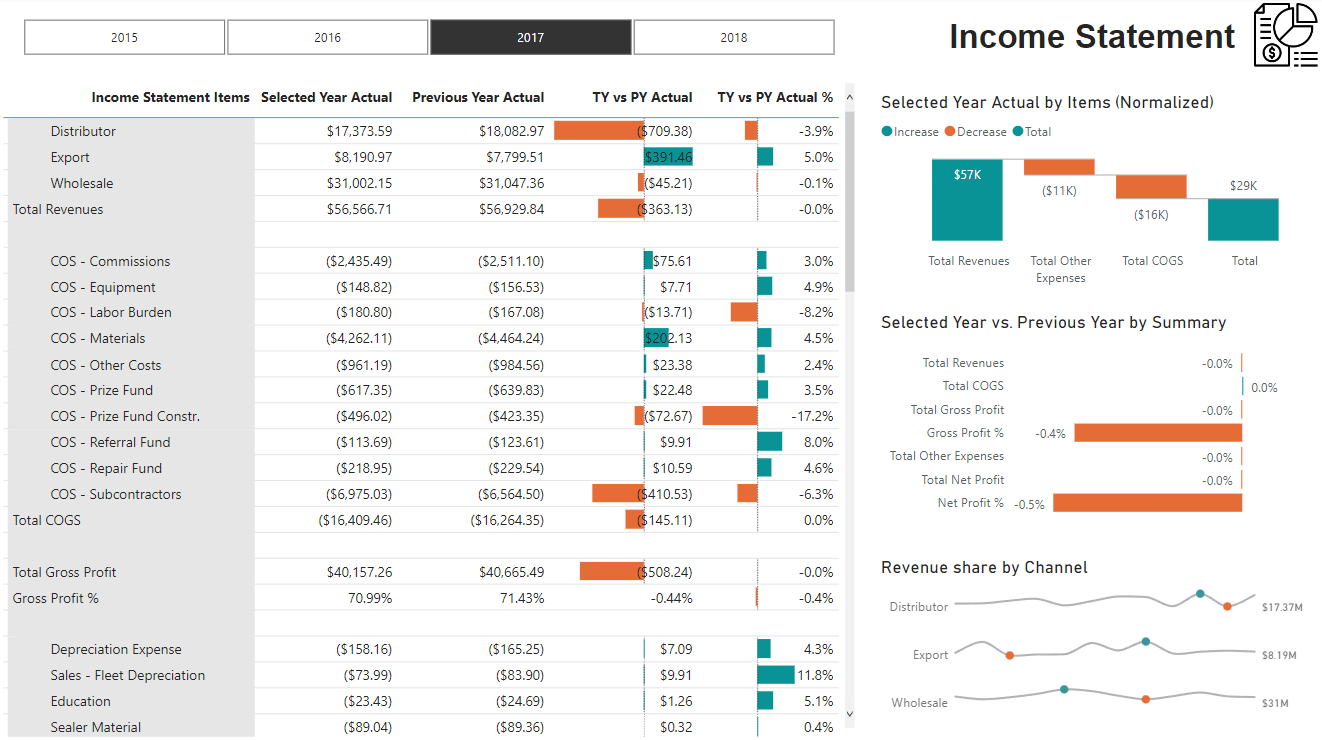 2015 2016 2017 2018
Income Statement
$
Income Statement Items Selected Year Actual Previous Year Actual TY vs PY Actual TY vs PY Actual %
Distributor $17,373.59 $18,082.97 ($709.38) -3.9%
Export $8,190.97 $7,799.51 $391.46 5.0%
Wholesale $31,002.15 $31,047.36 ($45.21) -0.1%
Total Revenues $56,566.71 $56,929.84 ($363.13) -0.0%
COS - Commissions ($2,435.49) ($2,511.10) $75.61 3.0%
COS - Equipment ($148.82) ($156.53) $7.71 4.9%
COS - Labor Burden ($180.80) ($167.08) ($13.71) -8.2%
COS - Materials ($4,262.11) ($4,464.24) $202.13 4.5%
COS - Other Costs ($961.19) ($984.56) $23.38 2.4%
COS - Prize Fund ($617.35) ($639.83) $22.48 3.5%
COS - Prize Fund Constr. ($496.02) ($423.35) ($72.67) -17.2%
COS - Referral Fund ($113.69) ($123.61) $9.91 8.0%
COS - Repair Fund ($218.95) ($229.54) $10.59 4.6%
COS - Subcontractors ($6,975.03) ($6,564.50) ($410.53) -6.3%
Total COGS ($16,409.46) ($16,264.35) ($145.11) 0.0%
Total Gross Profit $40,157.26 $40,665.49 ($508.24) -0.0%
Gross Profit % 70.99% 71.43% -0.44% -0.4%
Depreciation Expense ($158.16) ($165.25) $7.09 4.3%
Sales - Fleet Depreciation ($73.99) ($83.90) $9.91 11.8%
Education ($23.43) ($24.69) $1.26 5.1%
Sealer Material ($89.04) ($89.36) $0.32 0.4%
Selected Year Actual by Items (Normalized)
Increase Decrease Total
$57K
($11K)
($16K)
$29K
Total Revenues Total Other Expenses Total COGS Total
Selected Year vs. Previous Year by Summary
Total Revenues -0.0%
Total COGS 0.0%
Total Gross Profit -0.0%
Gross Profit % -0.4%
Total Other Expenses -0.0%
Total Net Profit -0.0%
Net Profit % -0.5%
Revenue share by Channel
Distributor $17.37M
Export $8.19M
Wholesale $31M